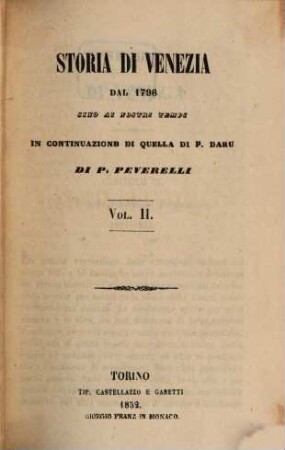 STORIA DI VENEZIA
DAL 1798
SINO AI NOSTRI TEMPI
IN CONTINUAZIONE DI QUELLA DI P. DARU
DI P. PEVERELLI
VOL. II.
TORINO
TIP. CASTELLAZZO E GARETTI
1852.
GIORGIO FRANZ IN MONACO.